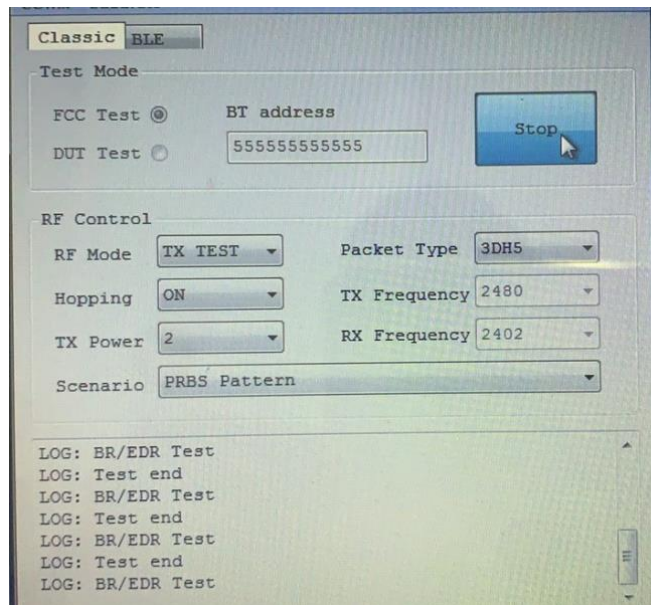 Classic BLE
Test Mode
FCC Test BT address
Stop
DUT Test 555555555555
RF Control
RF Mode TX TEST Packet Type 3DH5
Hopping ON TX Frequency 2480
TX Power 2 RX Frequency 2402
Scenario PRBS Pattern
LOG: BR/EDR Test
LOG: Test end
LOG: BR/EDR Test
LOG: Test end
LOG: BR/EDR Test
LOG: Test end
LOG: BR/EDR Test